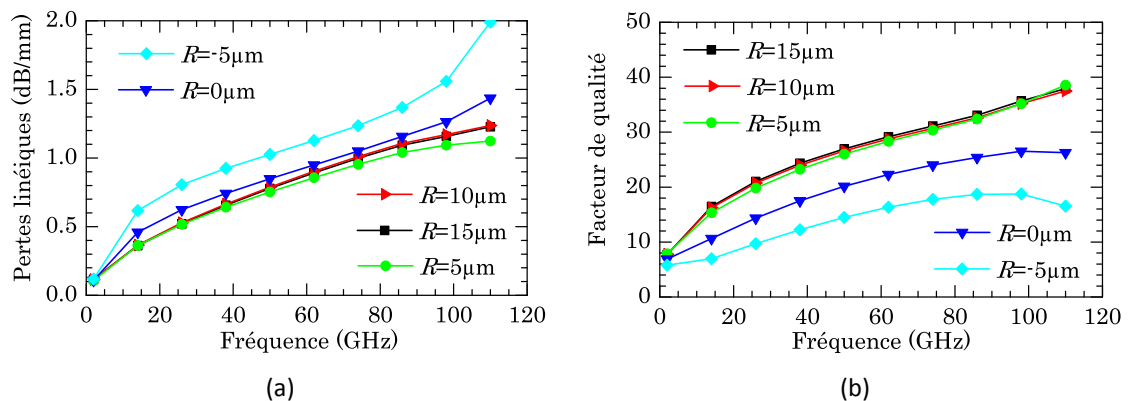 2.0
1.5
1.0
0.5
0.0
0 20 40 60 80 100 120
Pertes linéiques (dB/mm)
Fréquence (GHz)
R=-5µm
R=0µm
R=10µm
R=15µm
R=5µm
(a)
50
40
30
20
10
0
0 20 40 60 80 100 120
Facteur de qualité
Fréquence (GHz)
R=15µm
R=10µm
R=5µm
R=0µm
R=-5µm
(b)